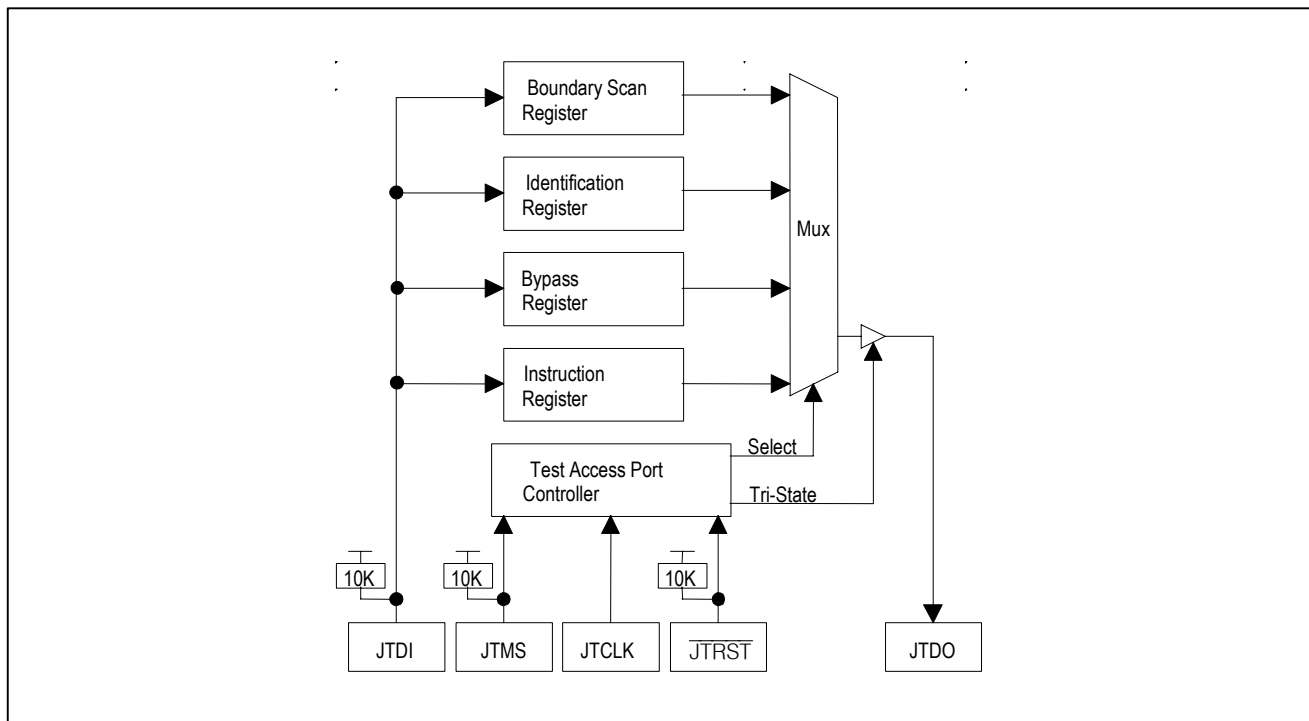 Boundary Scan
Register
Identification
Register
Mux
Bypass
Register
Instruction
Register
Select
Test Access Port
Controller
Tri-State
10K
10K
10K
JTDI
JTMS
JTCLK
JTRST
JTDO